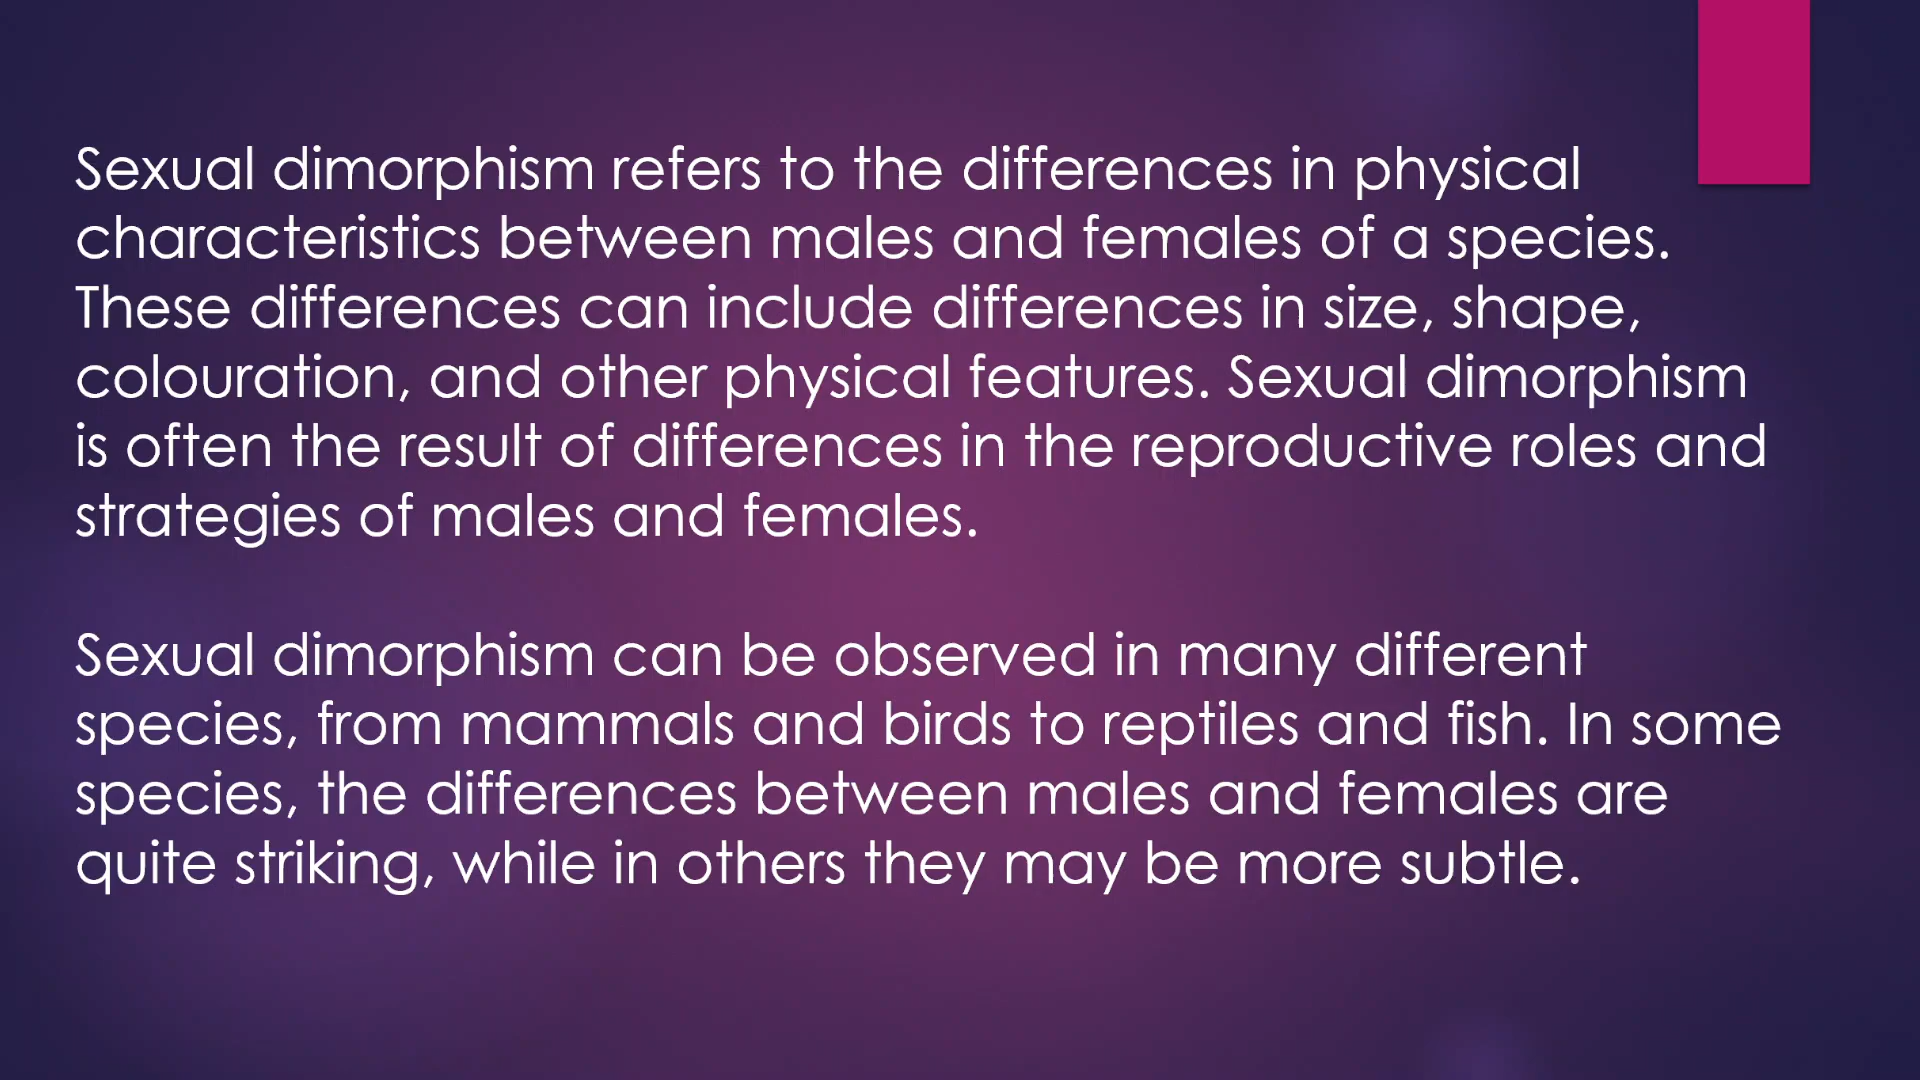 Sexual dimorphism refers to the differences in physical
characteristics between males and females of a species.
These differences can include differences in size, shape,
colouration, and other physical features. Sexual dimorphism
is often the result of differences in the reproductive roles and
strategies of males and females.
Sexual dimorphism can be observed in many different
species, from mammals and birds to reptiles and fish. In some
species, the differences between males and females are
quite striking, while in others they may be more subtle.